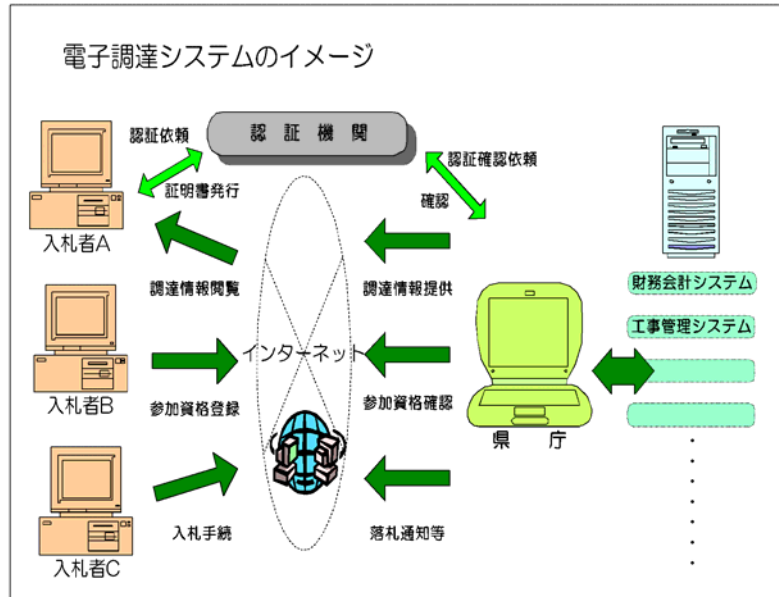 電子調達システムのイメージ
認証機関
認証依頼
認証確認依頼
証明書発行
確認
入札者A
調達情報閲覧
調達情報提供
財務会計システム
工事管理システム
インターネット
入札者B
参加資格登録
参加資格確認
県庁
入札手続
落札通知等
入札者C